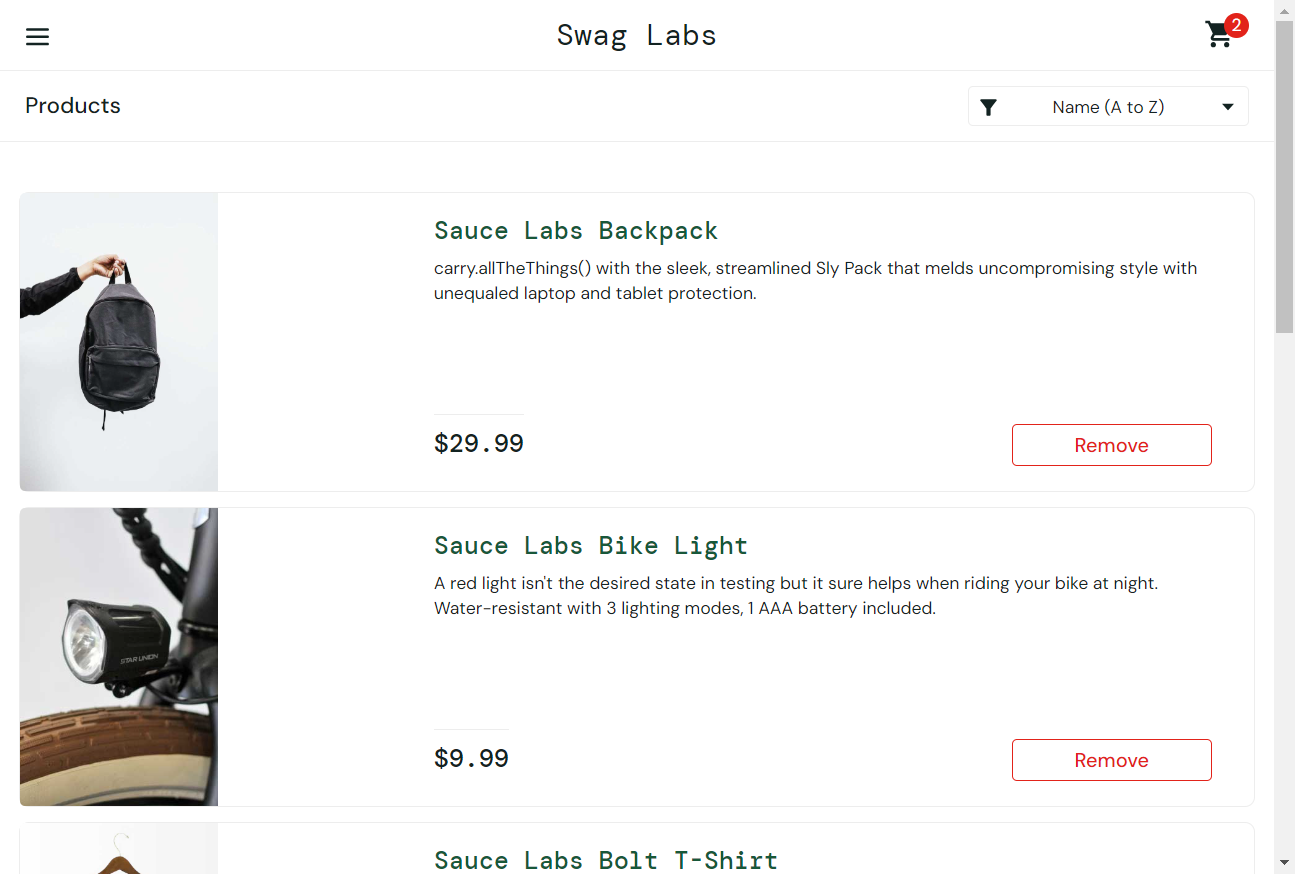 Swag Labs
2
Products
Name (A to Z)
Sauce Labs Backpack
carry.allTheThings() with the sleek, streamlined Sly Pack that melds uncompromising style with
unequaled laptop and tablet protection.
$29.99
Remove
Sauce Labs Bike Light
A red light isn't the desired state in testing but it sure helps when riding your bike at night.
Water-resistant with 3 lighting modes, 1 AAA battery included.
STAR UNION
$9.99
Remove
Sauce Labs Bolt T-Shirt